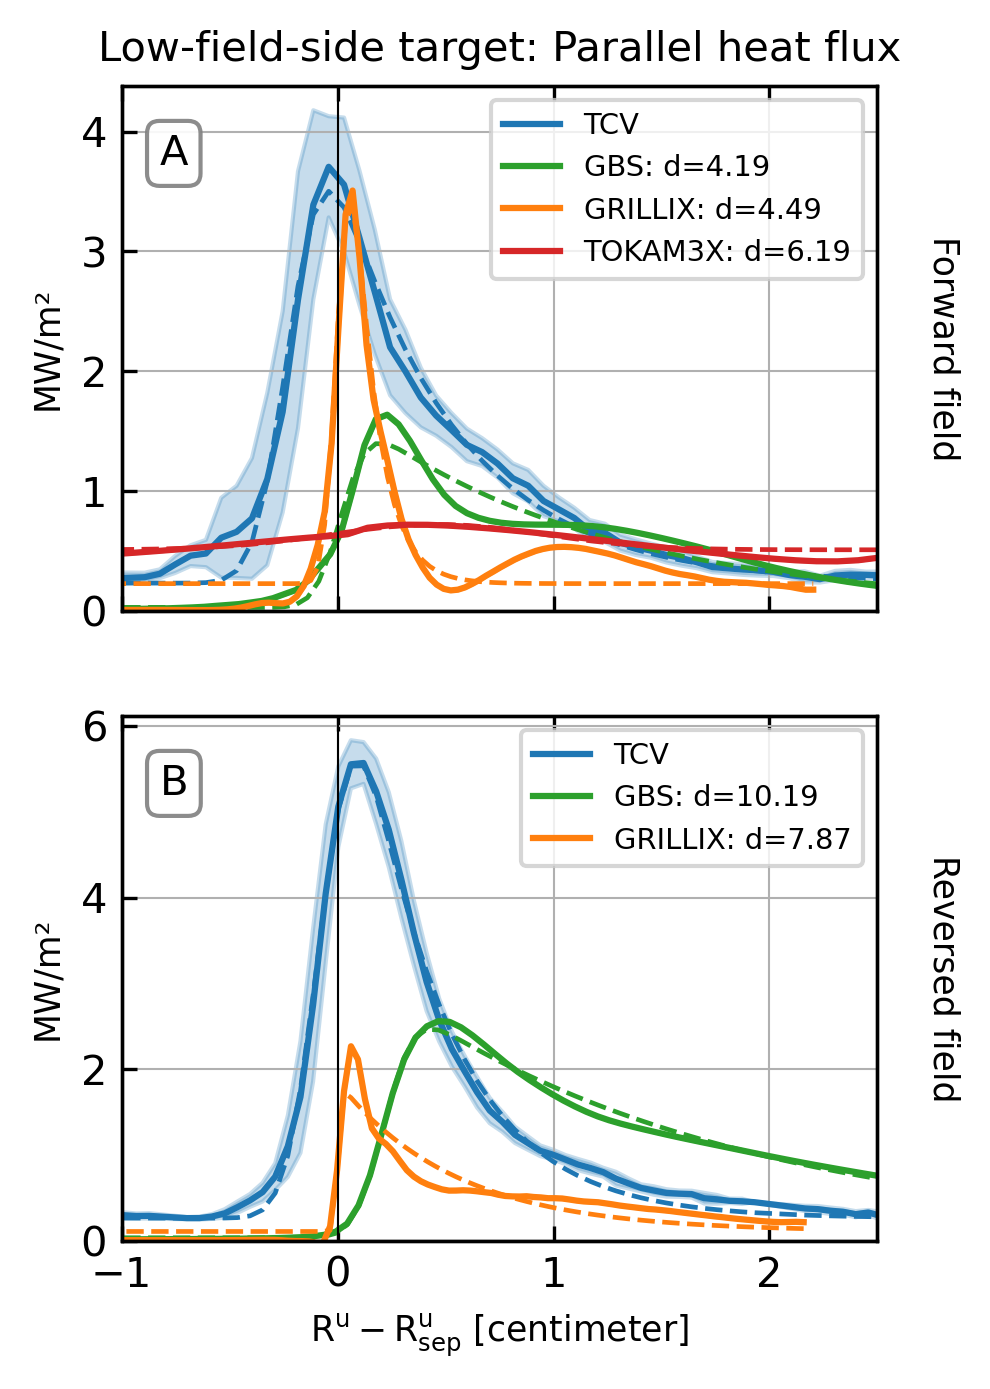 Low-field-side target: Parallel heat flux
A
TCV
GBS: d=4.19
GRILLIX: d=4.49
TOKAM3X: d=6.19
4
3
2
1
0
MW/m²
Forward field
B
TCV
GBS: d=10.19
GRILLIX: d=7.87
6
4
2
0
MW/m²
Reversed field
−1 0 1 2
Rᵘ − Rᵘsep [centimeter]